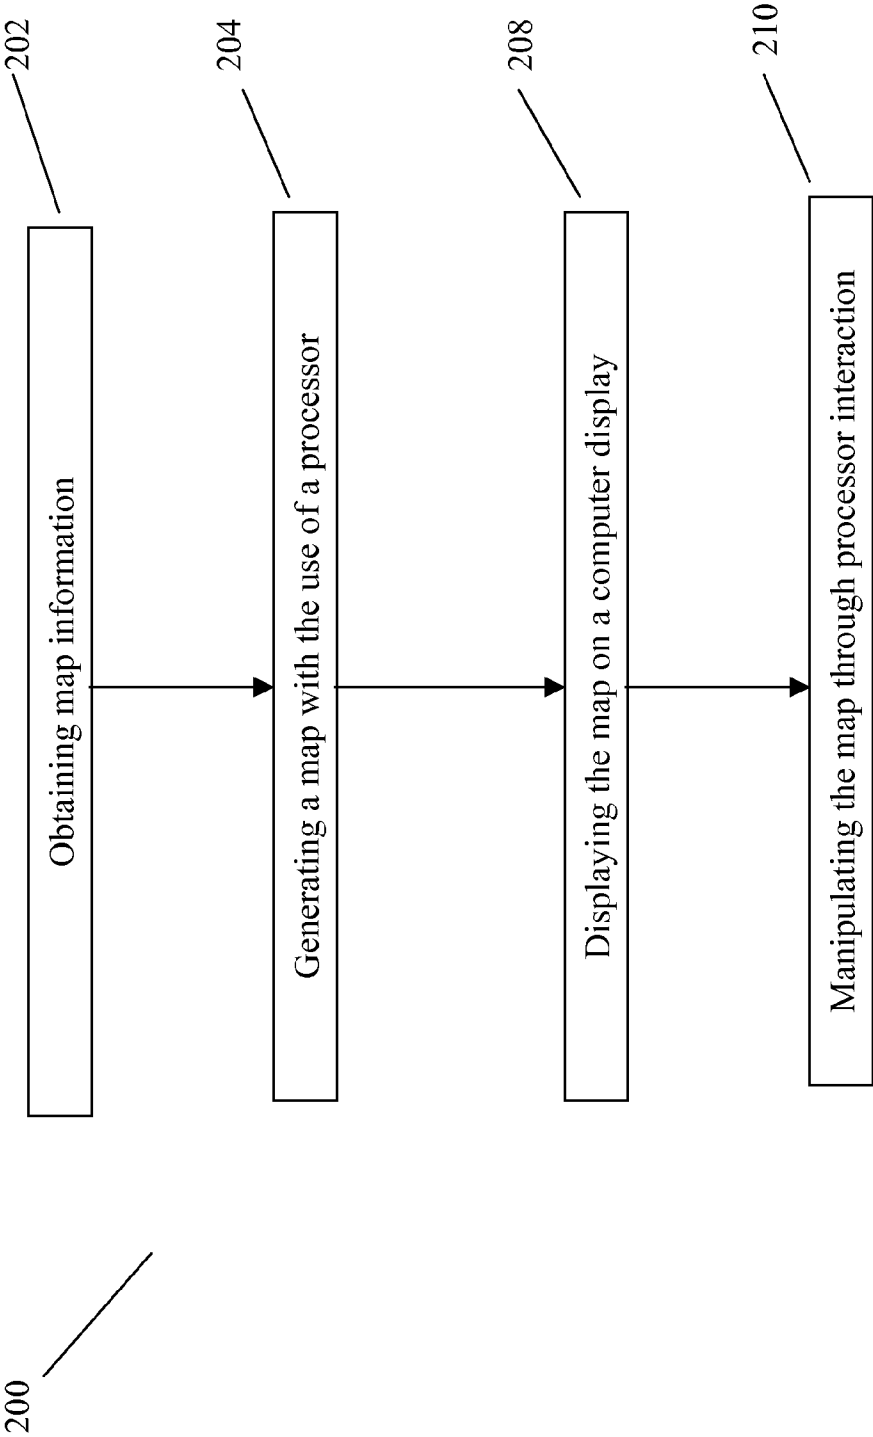 200
202
Obtaining map information
204
Generating a map with the use of a processor
208
Displaying the map on a computer display
210
Manipulating the map through processor interaction